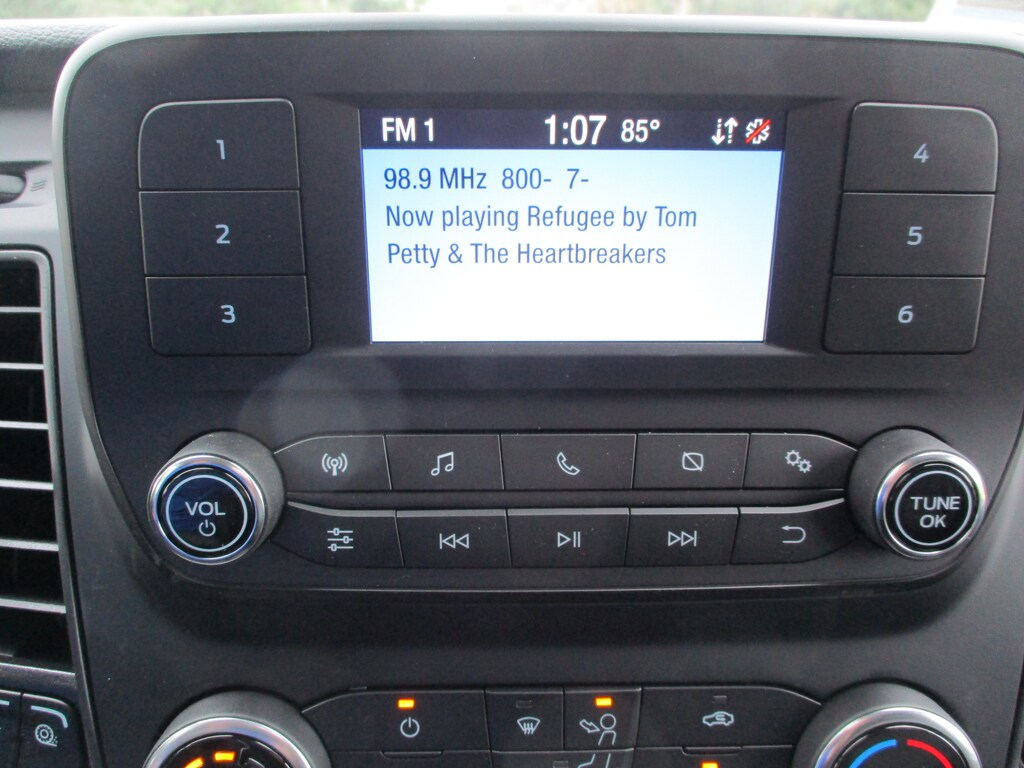 FM 1 1:07 85°
98.9 MHz 800- 7-
Now playing Refugee by Tom
Petty & The Heartbreakers
1
2
3
4
5
6
VOL
TUNE
OK